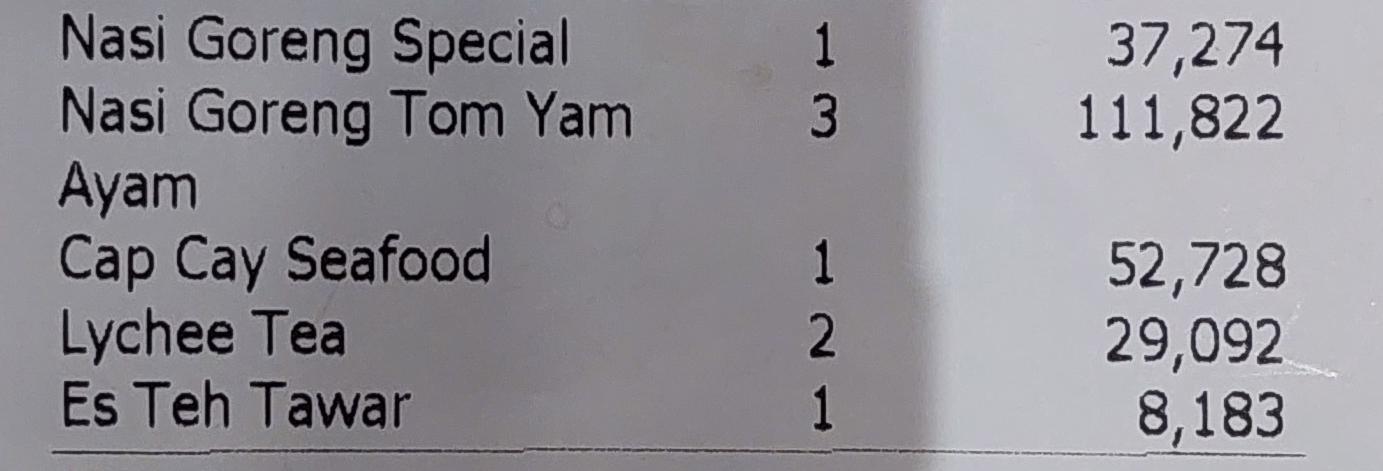 Nasi Goreng Special 1 37,274
Nasi Goreng Tom Yam 3 111,822
Ayam
Cap Cay Seafood 1 52,728
Lychee Tea 2 29,092
Es Teh Tawar 1 8,183